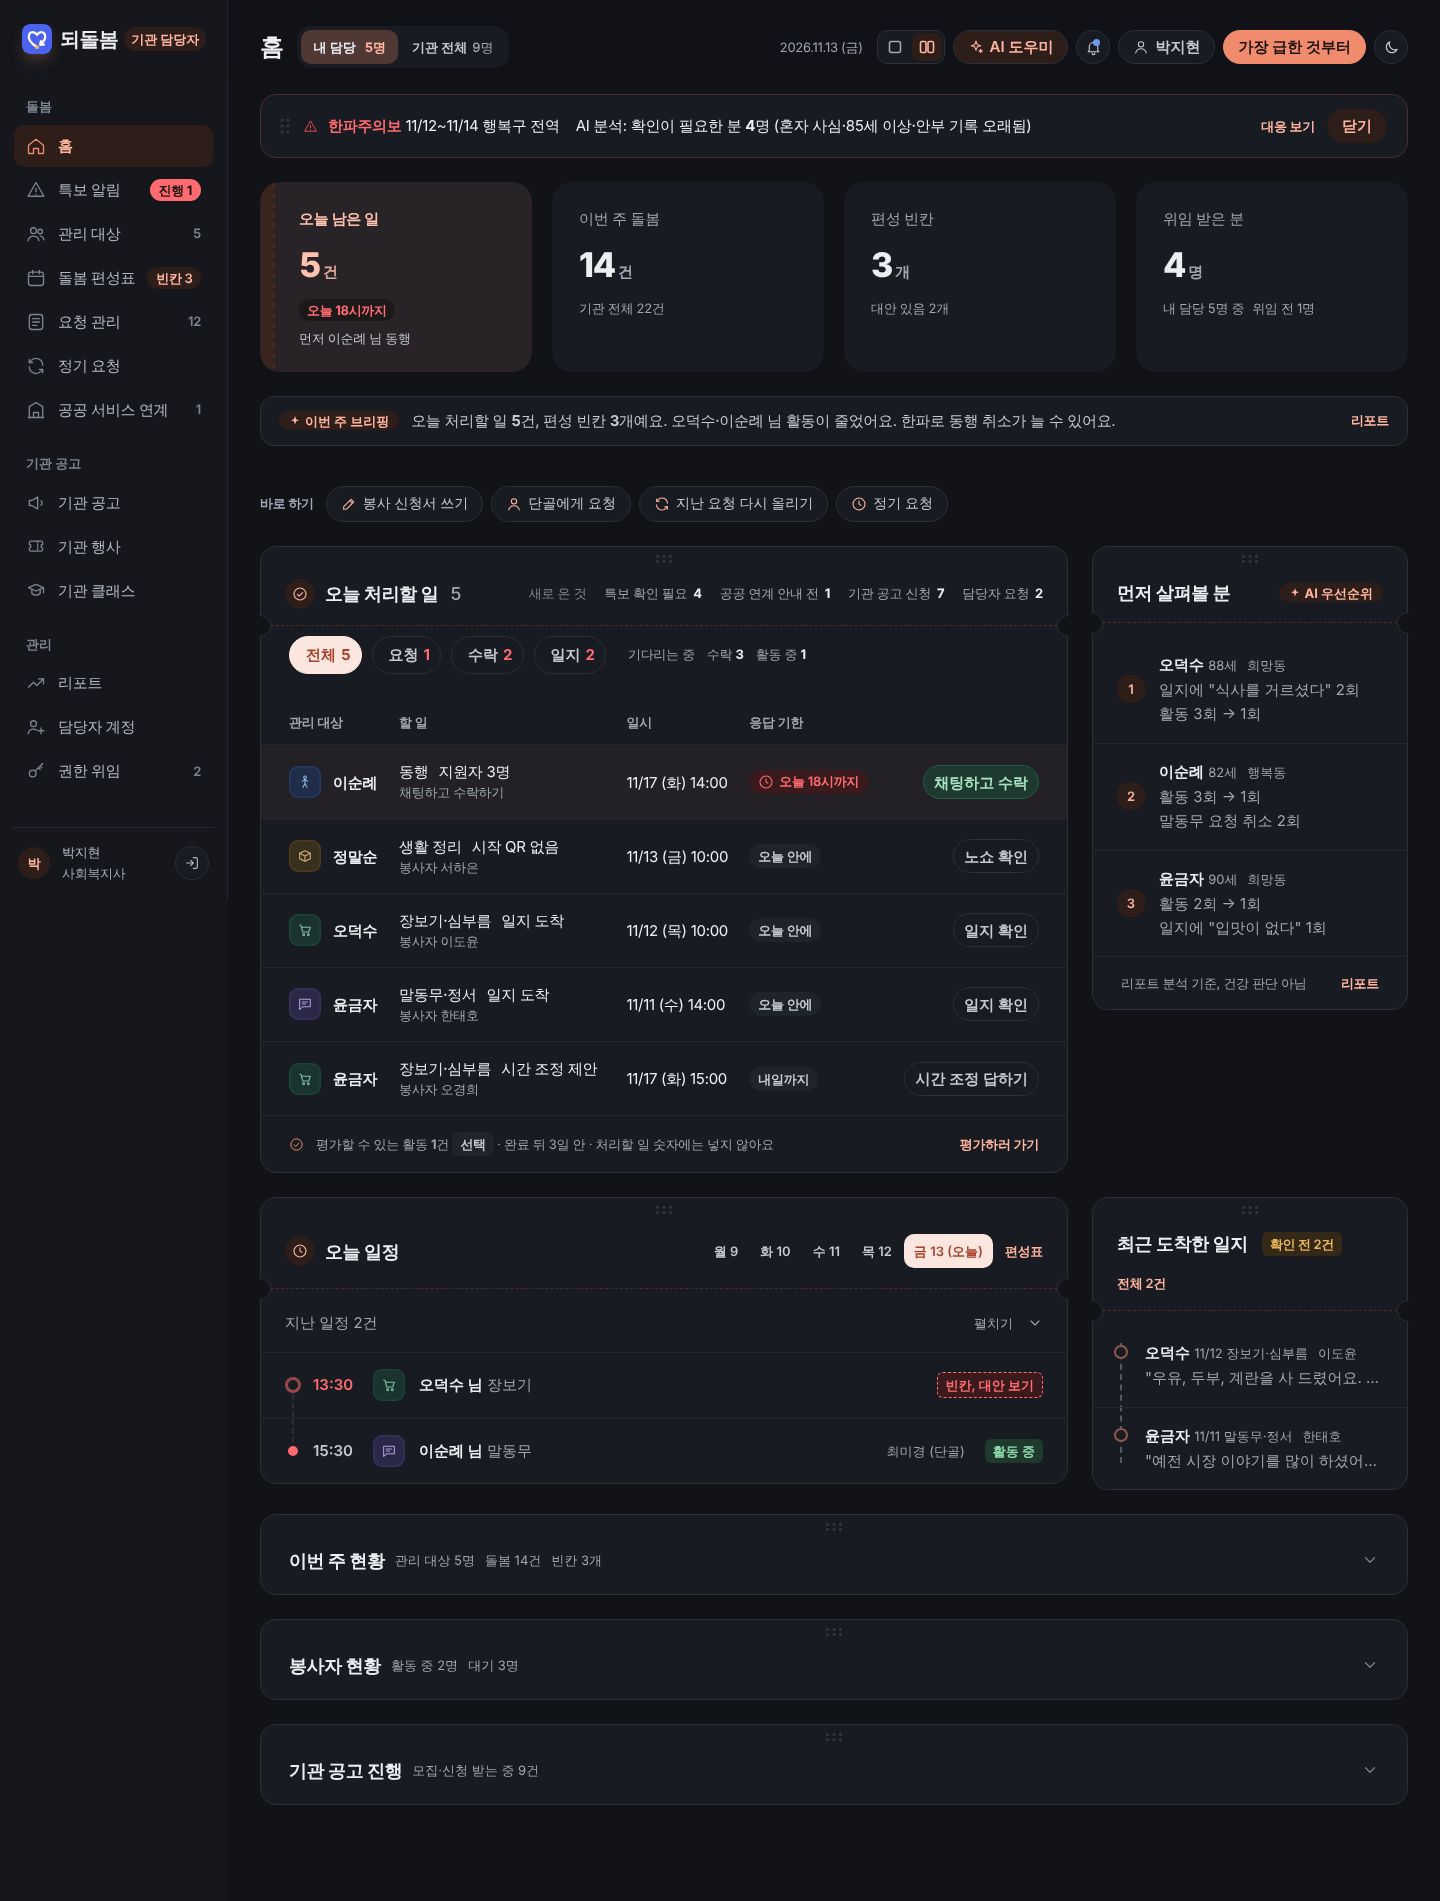 되돌봄 기관 담당자
돌봄
홈
특보 알림 진행 1
관리 대상 5
돌봄 편성표 빈칸 3
요청 관리 12
정기 요청
공공 서비스 연계 1
기관 공고
기관 공고
기관 행사
기관 클래스
관리
리포트
담당자 계정
권한 위임 2
박 박지현
사회복지사
홈 내 담당 5명 기관 전체 9명 2026.11.13 (금) AI 도우미 박지현 가장 급한 것부터
한파주의보 11/12~11/14 행복구 전역 AI 분석: 확인이 필요한 분 4명 (혼자 사심·85세 이상·안부 기록 오래됨) 대응 보기 닫기
오늘 남은 일
5건
오늘 18시까지
먼저 이순례 님 동행
이번 주 돌봄
14건
기관 전체 22건
편성 빈칸
3개
대안 있음 2개
위임 받은 분
4명
내 담당 5명 중 위임 전 1명
이번 주 브리핑 오늘 처리할 일 5건, 편성 빈칸 3개예요. 오덕수·이순례 님 활동이 줄었어요. 한파로 동행 취소가 늘 수 있어요. 리포트
바로 하기 봉사 신청서 쓰기 단골에게 요청 지난 요청 다시 올리기 정기 요청
오늘 처리할 일 5 새로 온 것 특보 확인 필요 4 공공 연계 안내 전 1 기관 공고 신청 7 담당자 요청 2
전체 5 요청 1 수락 2 일지 2 기다리는 중 수락 3 활동 중 1
관리 대상 할 일 일시 응답 기한
이순례 동행 지원자 3명 11/17 (화) 14:00 오늘 18시까지 채팅하고 수락
채팅하고 수락하기
정말순 생활 정리 시작 QR 없음 11/13 (금) 10:00 오늘 안에 노쇼 확인
봉사자 서하은
오덕수 장보기·심부름 일지 도착 11/12 (목) 10:00 오늘 안에 일지 확인
봉사자 이도윤
윤금자 말동무·정서 일지 도착 11/11 (수) 14:00 오늘 안에 일지 확인
봉사자 한태호
윤금자 장보기·심부름 시간 조정 제안 11/17 (화) 15:00 내일까지 시간 조정 답하기
봉사자 오경희
평가할 수 있는 활동 1건 선택 · 완료 뒤 3일 안 · 처리할 일 숫자에는 넣지 않아요 평가하러 가기
먼저 살펴볼 분 AI 우선순위
1 오덕수 88세 희망동
일지에 "식사를 거르셨다" 2회
활동 3회 → 1회
2 이순례 82세 행복동
활동 3회 → 1회
말동무 요청 취소 2회
3 윤금자 90세 희망동
활동 2회 → 1회
일지에 "입맛이 없다" 1회
리포트 분석 기준, 건강 판단 아님 리포트
오늘 일정 월 9 화 10 수 11 목 12 금 13 (오늘) 편성표
지난 일정 2건 펼치기
13:30 오덕수 님 장보기 빈칸, 대안 보기
15:30 이순례 님 말동무 최미경 (단골) 활동 중
최근 도착한 일지 확인 전 2건
전체 2건
오덕수 11/12 장보기·심부름 이도윤
"우유, 두부, 계란을 사 드렸어요. ...
윤금자 11/11 말동무·정서 한태호
"예전 시장 이야기를 많이 하셨어...
이번 주 현황 관리 대상 5명 돌봄 14건 빈칸 3개
봉사자 현황 활동 중 2명 대기 3명
기관 공고 진행 모집·신청 받는 중 9건